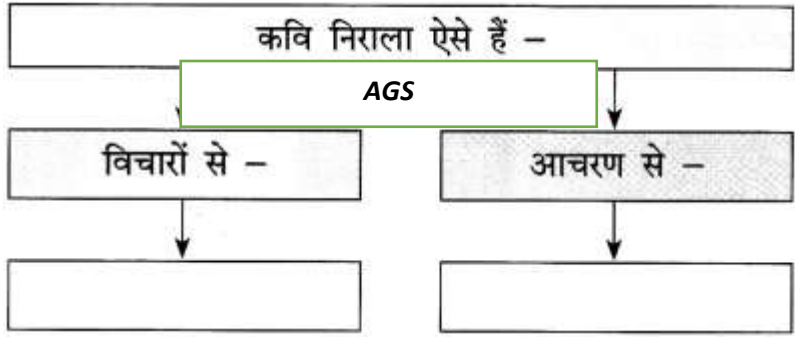 कवि निराला ऐसे हैं –
AGS
विचारों से –
आचरण से –